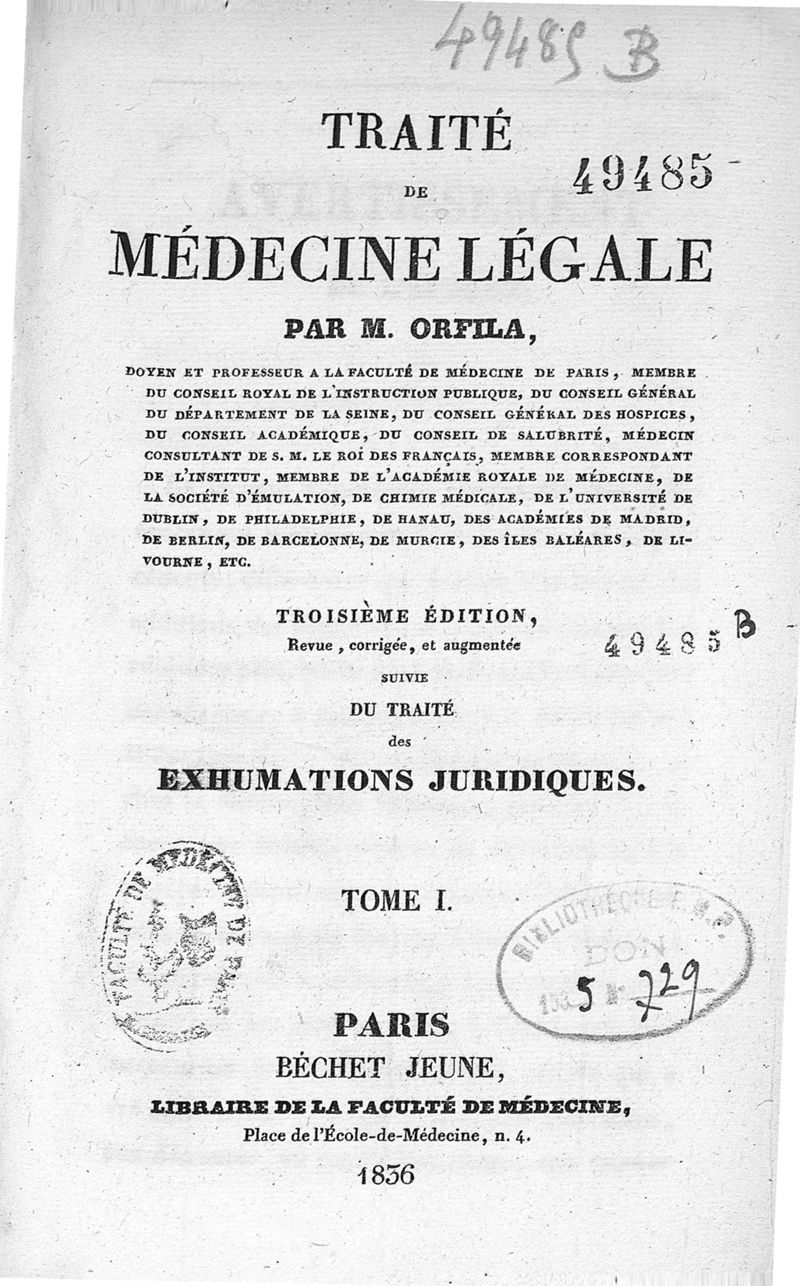 49485 B
TRAITÉ
49485
DE
MÉDECINE LÉGALE
PAR M. ORFILA,
DOYEN ET PROFESSEUR A LA FACULTÉ DE MÉDECINE DE PARIS, MEMBRE
DU CONSEIL ROYAL DE L'INSTRUCTION PUBLIQUE, DU CONSEIL GÉNÉRAL
DU DÉPARTEMENT DE LA SEINE, DU CONSEIL GÉNÉRAL DES HOSPICES,
DU CONSEIL ACADÉMIQUE, DU CONSEIL DE SALUBRITÉ, MÉDECIN
CONSULTANT DE S. M. LE ROI DES FRANÇAIS, MEMBRE CORRESPONDANT
DE L'INSTITUT, MEMBRE DE L'ACADÉMIE ROYALE DE MÉDECINE, DE
LA SOCIÉTÉ D'ÉMULATION, DE CHIMIE MÉDICALE, DE L'UNIVERSITÉ DE
DUBLIN, DE PHILADELPHIE, DE HANAU, DES ACADÉMIES DE MADRID,
DE BERLIN, DE BARCELONNE, DE MURCIE, DES ÎLES BALÉARES, DE LI-
VOURNE, ETC.
TROISIÈME ÉDITION,
Revue, corrigée, et augmentée
49485 B
SUIVIE
DU TRAITÉ
des
EXHUMATIONS JURIDIQUES.
FACULTÉ DE MÉDECINE DE PARIS
TOME I.
BIBLIOTHÈQUE
DON
5 729
PARIS
BÉCHET JEUNE,
LIBRAIRE DE LA FACULTÉ DE MÉDECINE,
Place de l'École-de-Médecine, n. 4.
1836